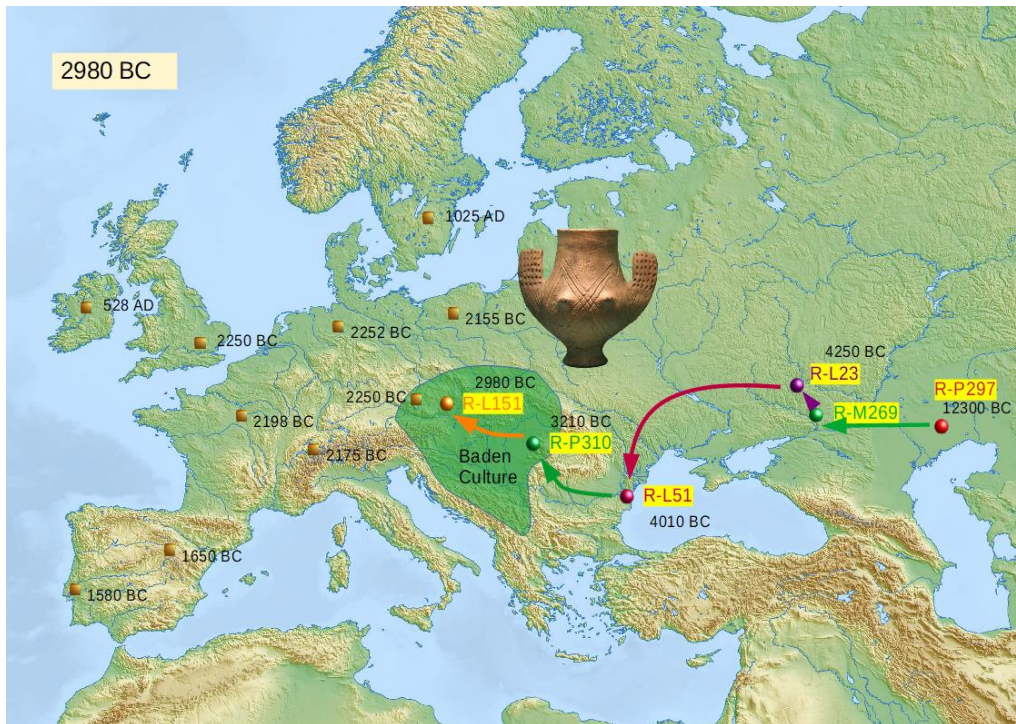 2980 BC
1025 AD
528 AD
2250 BC
2252 BC
2155 BC
4250 BC
R-L23
2980 BC
R-P297
2250 BC
R-L151
12300 BC
R-M269
2198 BC
3210 BC
R-P310
2175 BC
Baden
Culture
R-L51
4010 BC
1650 BC
1580 BC